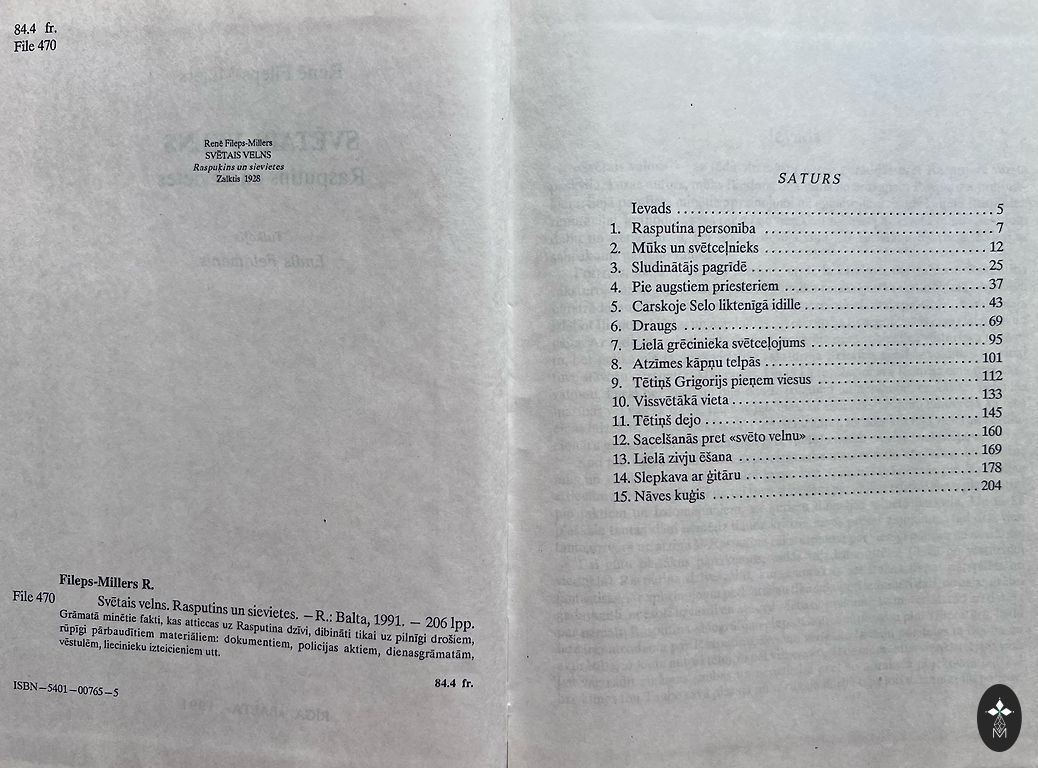 84.4 fr.
File 470
Renē Fileps-Millers
SVĒTAIS VELNS
Raspuķins un sievietes
Zalktis 1928
Fileps-Millers R.
File 470
Svētais velns. Rasputins un sievietes. —R.: Balta, 1991. — 206 lpp.
Grāmatā minētie fakti, kas attiecas uz Rasputina dzīvi, dibināti tikai uz pilnīgi drošiem,
rūpīgi pārbaudītiem materiāliem: dokumentiem, policijas aktiem, dienasgrāmatām,
vēstulēm, liecinieku izteicieniem utt.
84.4 fr.
ISBN—5401—00765—5
SATURS
Ievads ........................................ 5
1. Rasputina personība ........................................ 7
2. Mūks un svētceļnieks ........................................ 12
3. Sludinātājs pagrīdē ........................................ 25
4. Pie augstiem priesteriem ........................................ 37
5. Carskoje Selo liktenīgā idille ........................................ 43
6. Draugs ........................................ 69
7. Lielā grēcinieka svētceļojums ........................................ 95
8. Atzīmes kāpņu telpās ........................................ 101
9. Tētiņš Grigorijs pieņem viesus ........................................ 112
10. Vissvētākā vieta ........................................ 133
11. Tētiņš dejo ........................................ 145
12. Sacelšanās pret «svēto velnu» ........................................ 160
13. Lielā zivju ēšana ........................................ 169
14. Slepkava ar ģitāru ........................................ 178
15. Nāves kuģis ........................................ 204
M